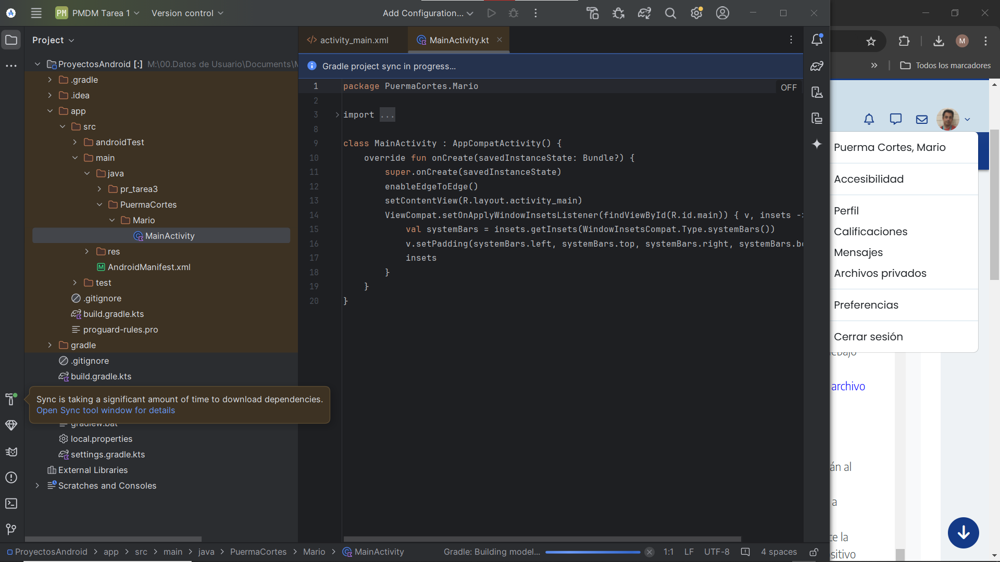 PM PMDM Tarea 1 Version control Add Configuration...
Project
activity_main.xml MainActivity.kt
M
ProyectosAndroid [:] M:\00.Datos de Usuario\Documents\
Gradle project sync in progress...
Todos los marcadores
.gradle
.idea
app
src
androidTest
main
java
pr_tarea3
PuermaCortes
Mario
MainActivity
res
AndroidManifest.xml
test
.gitignore
build.gradle.kts
proguard-rules.pro
gradle
.gitignore
build.gradle.kts
Sync is taking a significant amount of time to download dependencies.
Open Sync tool window for details
gradlew.bat
local.properties
settings.gradle.kts
External Libraries
Scratches and Consoles
1 package PuermaCortes.Mario OFF
2
3 import ...
8
9 class MainActivity : AppCompatActivity() {
10 override fun onCreate(savedInstanceState: Bundle?) {
11 super.onCreate(savedInstanceState)
12 enableEdgeToEdge()
13 setContentView(R.layout.activity_main)
14 ViewCompat.setOnApplyWindowInsetsListener(findViewById(R.id.main)) { v, insets ->
15 val systemBars = insets.getInsets(WindowInsetsCompat.Type.systemBars())
16 v.setPadding(systemBars.left, systemBars.top, systemBars.right, systemBars.bo
17 insets
18 }
19 }
20 }
Puerma Cortes, Mario
Accesibilidad
Perfil
Calificaciones
Mensajes
Archivos privados
Preferencias
Cerrar sesión
archivo
án al
a
ce la
sitivo
ProyectosAndroid > app > src > main > java > PuermaCortes > Mario > MainActivity Gradle: Building model... 1:1 LF UTF-8 4 spaces